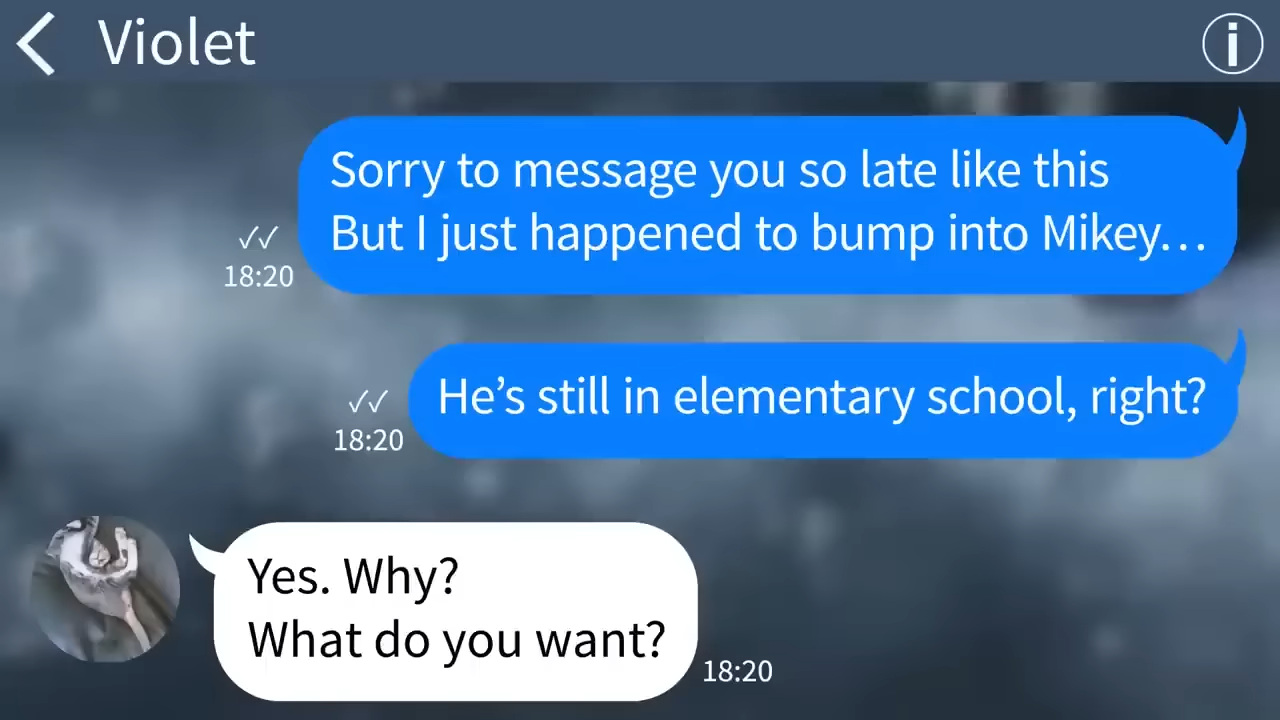 Violet
Sorry to message you so late like this
But I just happened to bump into Mikey…
✓✓
18:20
He’s still in elementary school, right?
✓✓
18:20
Yes. Why?
What do you want?
18:20